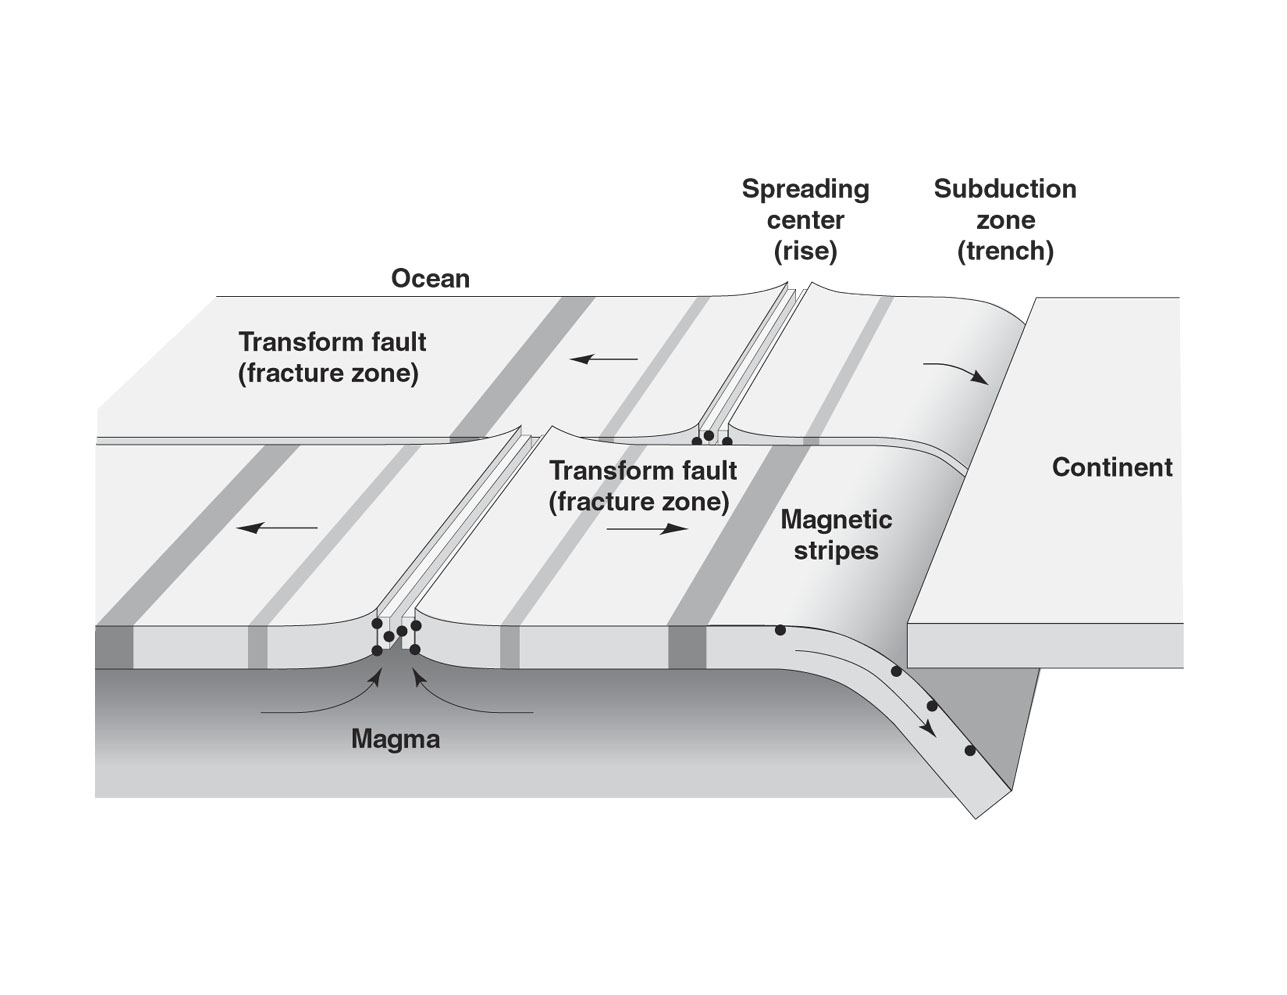 Spreading
center
(rise)
Subduction
zone
(trench)
Ocean
Transform fault
(fracture zone)
Transform fault
(fracture zone)
Continent
Magnetic
stripes
Magma